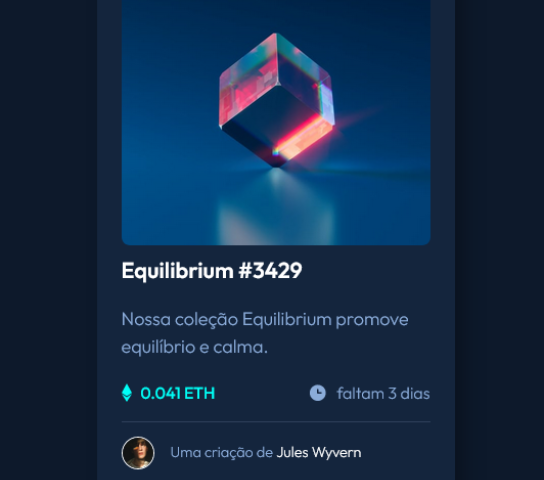 Equilibrium #3429
Nossa coleção Equilibrium promove
equilíbrio e calma.
0.041 ETH
faltam 3 dias
Uma criação de Jules Wyvern